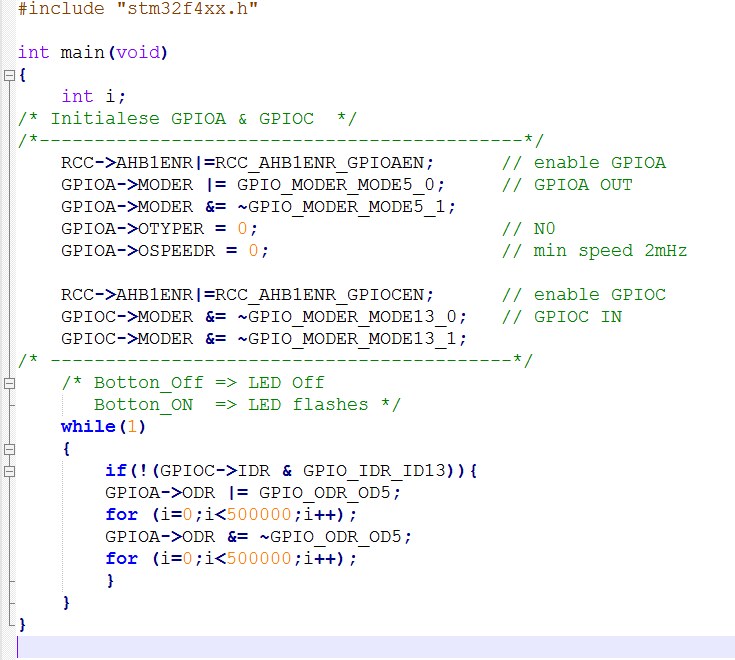 #include "stm32f4xx.h"
int main(void)
{
int i;
/* Initialese GPIOA & GPIOC  */
/*--------------------------------------------*/
RCC->AHB1ENR|=RCC_AHB1ENR_GPIOAEN; // enable GPIOA
GPIOA->MODER |= GPIO_MODER_MODE5_0; // GPIOA OUT
GPIOA->MODER &= ~GPIO_MODER_MODE5_1;
GPIOA->OTYPER = 0; // N0
GPIOA->OSPEEDR = 0; // min speed 2mHz
RCC->AHB1ENR|=RCC_AHB1ENR_GPIOCEN; // enable GPIOC
GPIOC->MODER &= ~GPIO_MODER_MODE13_0; // GPIOC IN
GPIOC->MODER &= ~GPIO_MODER_MODE13_1;
/* ------------------------------------------*/
/* Botton_Off => LED Off
Botton_ON  => LED flashes */
while(1)
{
if(!(GPIOC->IDR & GPIO_IDR_ID13)){
GPIOA->ODR |= GPIO_ODR_OD5;
for (i=0;i<500000;i++);
GPIOA->ODR &= ~GPIO_ODR_OD5;
for (i=0;i<500000;i++);
}
}
}